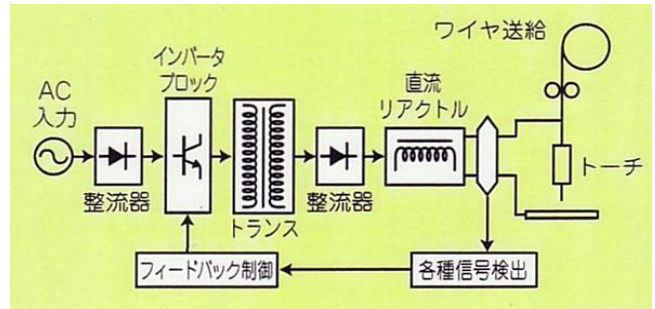 AC
入力
整流器
インバータ
ブロック
トランス
整流器
直流
リアクトル
ワイヤ送給
トーチ
フィードバック制御
各種信号検出